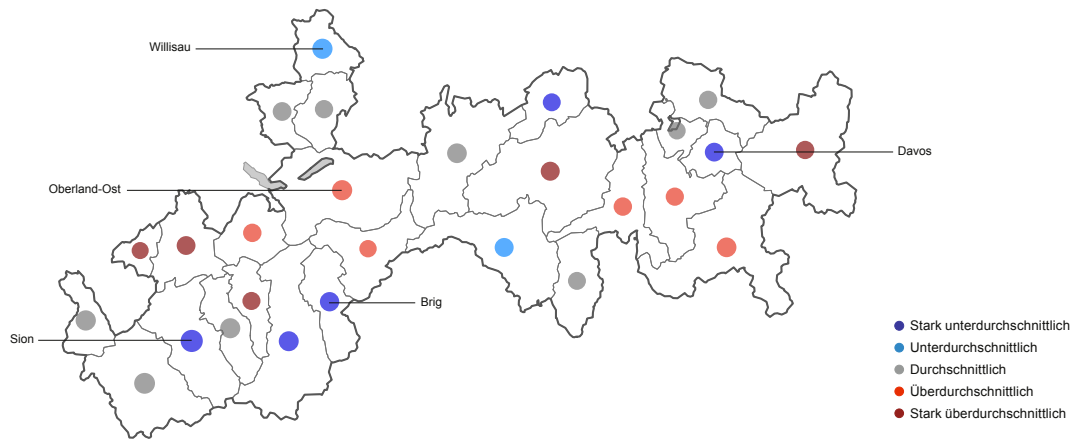 Willisau
Davos
Oberland-Ost
Brig
Sion
Stark unterdurchschnittlich
Unterdurchschnittlich
Durchschnittlich
Überdurchschnittlich
Stark überdurchschnittlich